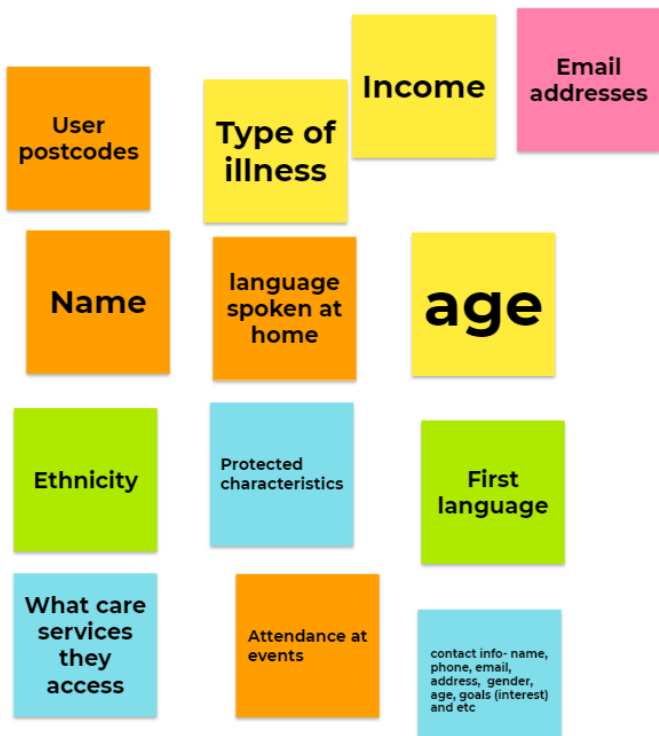 User
postcodes
Type of
illness
Income
Email
addresses
Name
language
spoken at
home
age
Ethnicity
Protected
characteristics
First
language
What care
services
they
access
Attendance at
events
contact info- name,
phone, email,
address, gender,
age, goals (interest)
and etc